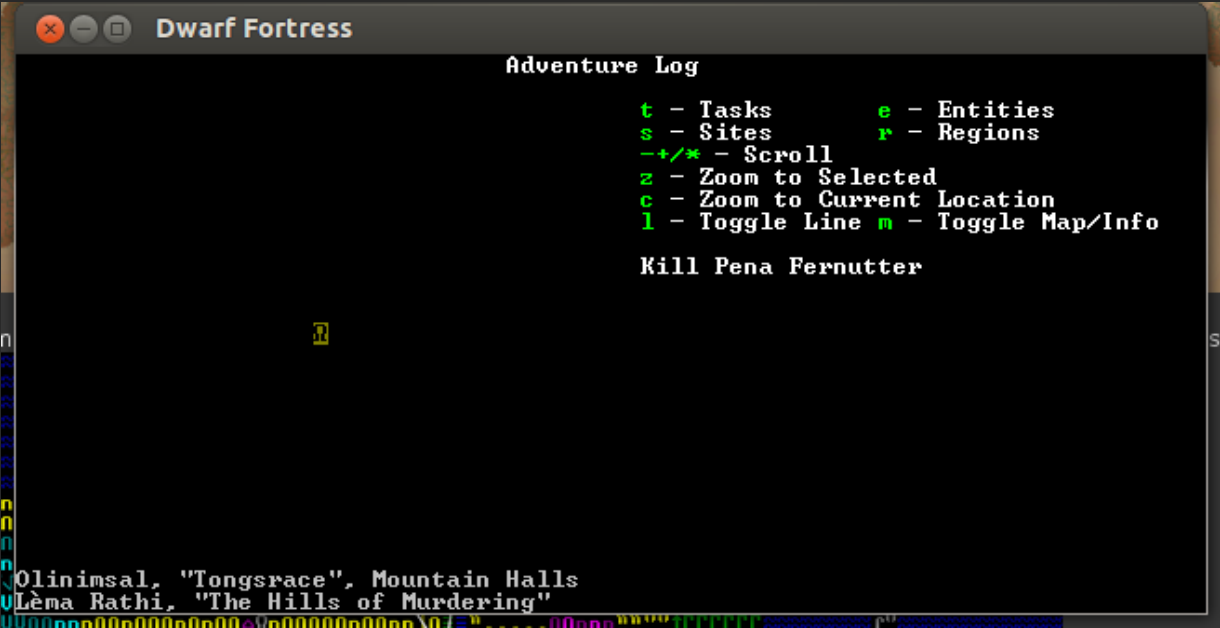 Dwarf Fortress
Adventure Log
t - Tasks e - Entities
s - Sites r - Regions
-+/* - Scroll
z - Zoom to Selected
c - Zoom to Current Location
l - Toggle Line m - Toggle Map/Info
Kill Pena Fernutter
Olinimsal, "Tongsrace", Mountain Halls
Lèma Rathi, "The Hills of Murdering"